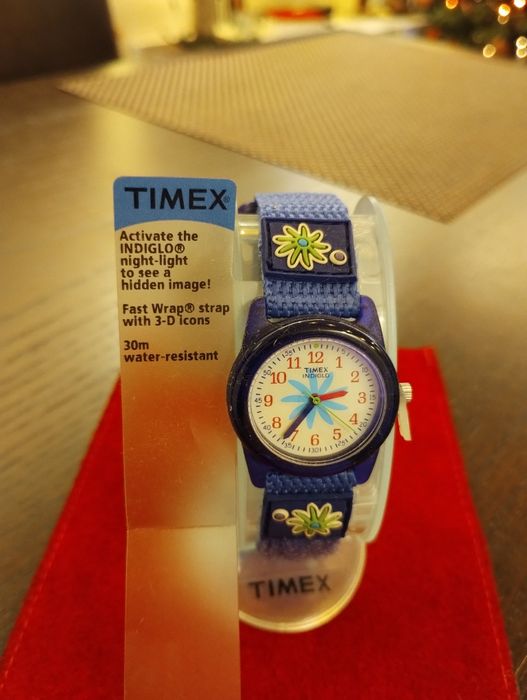 TIMEX®
Activate the
INDIGLO®
night-light
to see a
hidden image!
Fast Wrap® strap
with 3-D icons
30m
water-resistant
TIMEX
INDIGLO
12
1
2
3
4
5
6
7
8
9
10
11
TIMEX